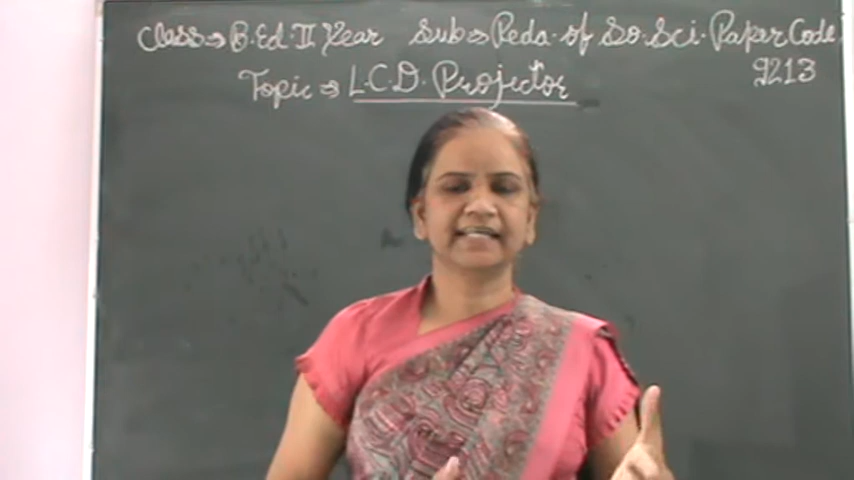 Class⇒ B.Ed. II Year Sub⇒ Peda. of So. Sci. Paper Code
9213
Topic ⇒ L.C.D. Projector